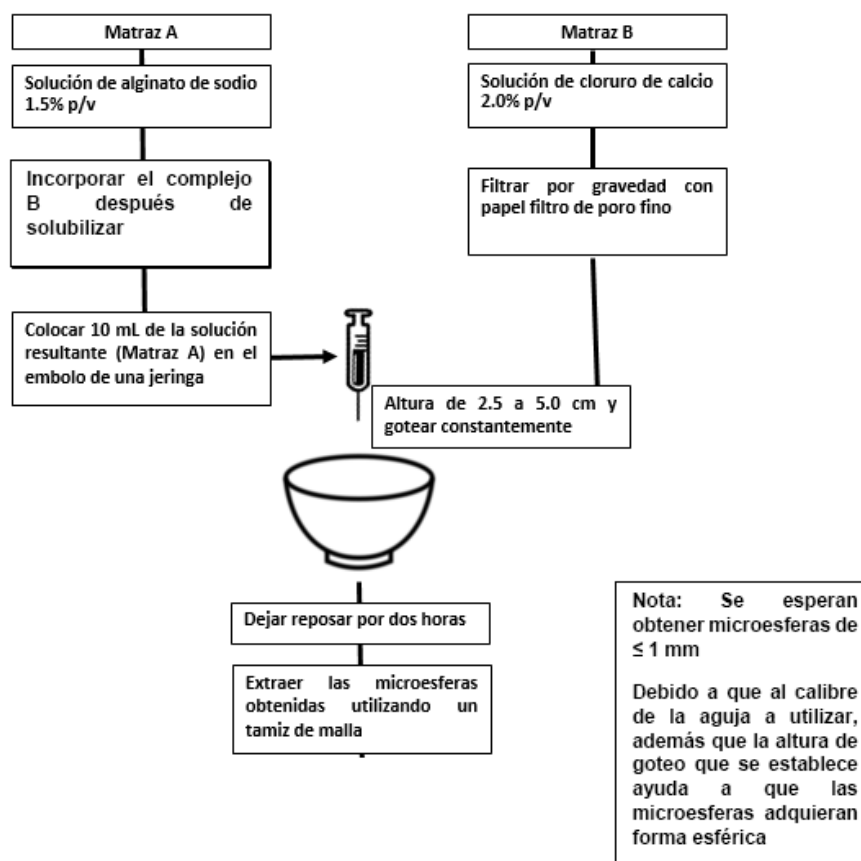 Matraz A
Solución de alginato de sodio
1.5% p/v
Incorporar el complejo
B después de
solubilizar
Colocar 10 mL de la solución
resultante (Matraz A) en el
embolo de una jeringa
Matraz B
Solución de cloruro de calcio
2.0% p/v
Filtrar por gravedad con
papel filtro de poro fino
Altura de 2.5 a 5.0 cm y
gotear constantemente
Dejar reposar por dos horas
Extraer las microesferas
obtenidas utilizando un
tamiz de malla
Nota: Se esperan
obtener microesferas de
≤ 1 mm
Debido a que al calibre
de la aguja a utilizar,
además que la altura de
goteo que se establece
ayuda a que las
microesferas adquieran
forma esférica